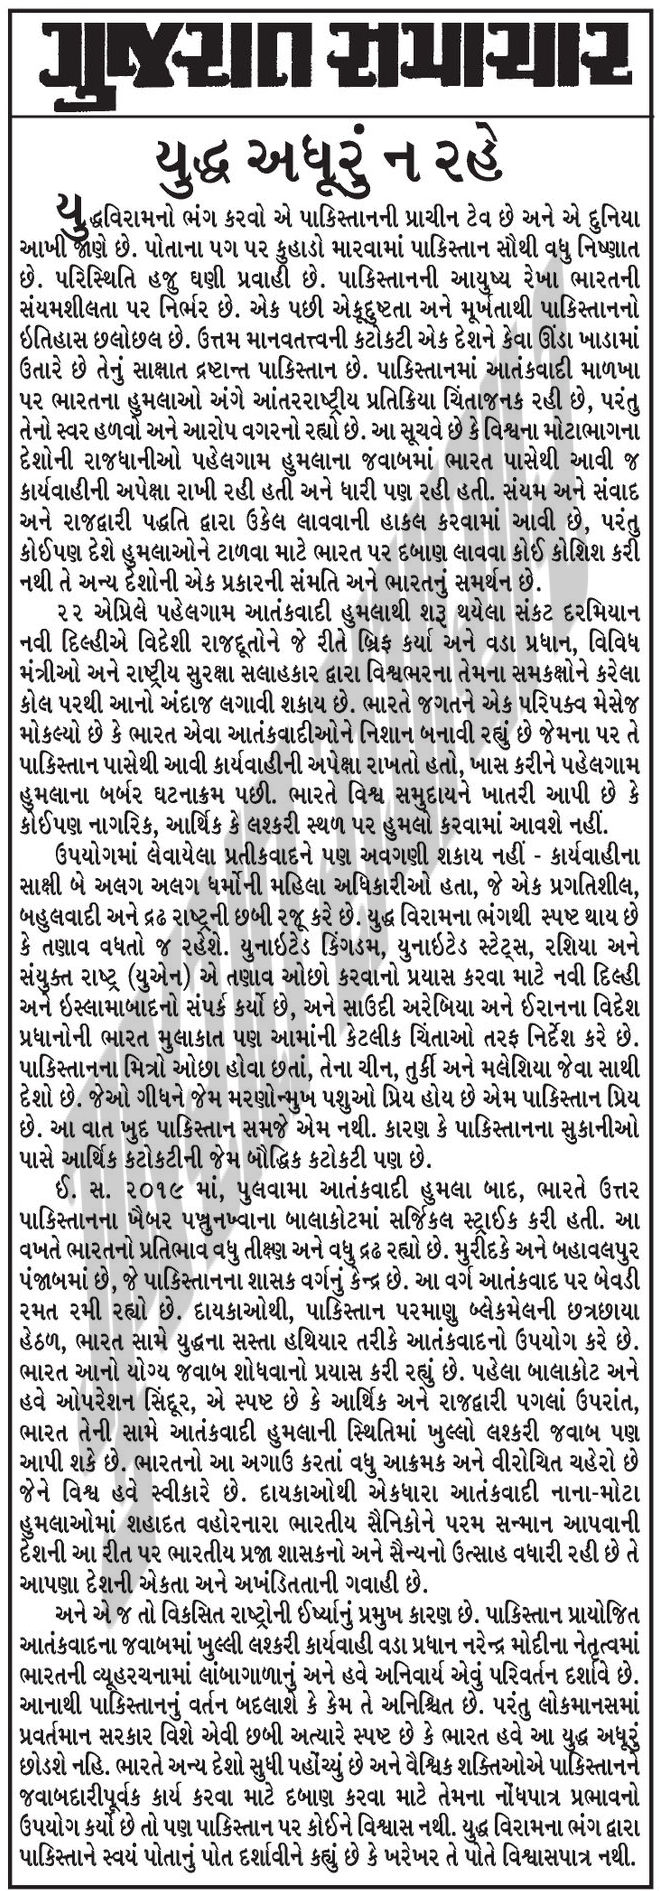 ગુજરાત સમાચાર
યુદ્ધ અધૂરું ન રહે
યુદ્ધવિરામનો ભંગ કરવો એ પાકિસ્તાનની પ્રાચીન ટેવ છે અને એ દુનિયા
આખી જાણે છે. પોતાના પગ પર કુહાડો મારવામાં પાકિસ્તાન સૌથી વધુ નિષ્ણાત
છે. પરિસ્થિતિ હજુ ઘણી પ્રવાહી છે. પાકિસ્તાનની આયુષ્ય રેખા ભારતની
સંયમશીલતા પર નિર્ભર છે. એક પછી એક દુષ્ટતા અને મૂર્ખતાથી પાકિસ્તાનનો
ઇતિહાસ છલોછલ છે. ઉત્તમ માનવતત્ત્વની કટોકટી એક દેશને કેવા ઊંડા ખાડામાં
ઉતારે છે તેનું સાક્ષાત દ્રષ્ટાન્ત પાકિસ્તાન છે. પાકિસ્તાનમાં આતંકવાદી માળખા
પર ભારતના હુમલાઓ અંગે આંતરરાષ્ટ્રીય પ્રતિક્રિયા ચિંતાજનક રહી છે, પરંતુ
તેનો સ્વર હળવો અને આરોપ વગરનો રહ્યો છે. આ સૂચવે છે કે વિશ્વના મોટાભાગના
દેશોની રાજધાનીઓ પહેલગામ હુમલાના જવાબમાં ભારત પાસેથી આવી જ
કાર્યવાહીની અપેક્ષા રાખી રહી હતી અને ધારી પણ રહી હતી. સંયમ અને સંવાદ
અને રાજદ્વારી પદ્ધતિ દ્વારા ઉકેલ લાવવાની હાકલ કરવામાં આવી છે, પરંતુ
કોઈપણ દેશે હુમલાઓને ટાળવા માટે ભારત પર દબાણ લાવવા કોઈ કોશિશ કરી
નથી તે અન્ય દેશોની એક પ્રકારની સંમતિ અને ભારતનું સમર્થન છે.
૨૨ એપ્રિલે પહેલગામ આતંકવાદી હુમલાથી શરૂ થયેલા સંકટ દરમિયાન
નવી દિલ્હીએ વિદેશી રાજદૂતોને જે રીતે બ્રિફ કર્યા અને વડા પ્રધાન, વિવિધ
મંત્રીઓ અને રાષ્ટ્રીય સુરક્ષા સલાહકાર દ્વારા વિશ્વભરના તેમના સમકક્ષોને કરેલા
કોલ પરથી આનો અંદાજ લગાવી શકાય છે. ભારતે જગતને એક પરિપક્વ મેસેજ
મોકલ્યો છે કે ભારત એવા આતંકવાદીઓને નિશાન બનાવી રહ્યું છે જેમના પર તે
પાકિસ્તાન પાસેથી આવી કાર્યવાહીની અપેક્ષા રાખતો હતો, ખાસ કરીને પહેલગામ
હુમલાના બર્બર ઘટનાક્રમ પછી. ભારતે વિશ્વ સમુદાયને ખાતરી આપી છે કે
કોઈપણ નાગરિક, આર્થિક કે લશ્કરી સ્થળ પર હુમલો કરવામાં આવશે નહીં.
ઉપયોગમાં લેવાયેલા પ્રતીકવાદને પણ અવગણી શકાય નહીં - કાર્યવાહીના
સાક્ષી બે અલગ અલગ ધર્મોની મહિલા અધિકારીઓ હતા, જે એક પ્રગતિશીલ,
બહુલવાદી અને દ્રઢ રાષ્ટ્રની છબી રજૂ કરે છે. યુદ્ધ વિરામના ભંગથી સ્પષ્ટ થાય છે
કે તણાવ વધતો જ રહેશે. યુનાઇટેડ કિંગડમ, યુનાઇટેડ સ્ટેટ્સ, રશિયા અને
સંયુક્ત રાષ્ટ્ર (યુએન) એ તણાવ ઓછો કરવાનો પ્રયાસ કરવા માટે નવી દિલ્હી
અને ઇસ્લામાબાદનો સંપર્ક કર્યો છે, અને સાઉદી અરેબિયા અને ઈરાનના વિદેશ
પ્રધાનોની ભારત મુલાકાત પણ આમાંની કેટલીક ચિંતાઓ તરફ નિર્દેશ કરે છે.
પાકિસ્તાનના મિત્રો ઓછા હોવા છતાં, તેના ચીન, તુર્કી અને મલેશિયા જેવા સાથી
દેશો છે. જેઓ ગીધને જેમ મરણોન્મુખ પશુઓ પ્રિય હોય છે એમ પાકિસ્તાન પ્રિય
છે. આ વાત ખુદ પાકિસ્તાન સમજે એમ નથી. કારણ કે પાકિસ્તાનના સુકાનીઓ
પાસે આર્થિક કટોકટીની જેમ બૌદ્ધિક કટોકટી પણ છે.
ઈ. સ. ૨૦૧૯ માં, પુલવામા આતંકવાદી હુમલા બાદ, ભારતે ઉત્તર
પાકિસ્તાનના ખૈબર પખ્તુનખ્વાના બાલાકોટમાં સર્જિકલ સ્ટ્રાઈક કરી હતી. આ
વખતે ભારતનો પ્રતિભાવ વધુ તીક્ષ્ણ અને વધુ દ્રઢ રહ્યો છે. મુરીદકે અને બહાવલપુર
પંજાબમાં છે, જે પાકિસ્તાનના શાસક વર્ગનું કેન્દ્ર છે. આ વર્ગ આતંકવાદ પર બેવડી
રમત રમી રહ્યો છે. દાયકાઓથી, પાકિસ્તાન પરમાણુ બ્લેકમેલની છત્રછાયા
હેઠળ, ભારત સામે યુદ્ધના સસ્તા હથિયાર તરીકે આતંકવાદનો ઉપયોગ કરે છે.
ભારત આનો યોગ્ય જવાબ શોધવાનો પ્રયાસ કરી રહ્યું છે. પહેલા બાલાકોટ અને
હવે ઓપરેશન સિંદૂર, એ સ્પષ્ટ છે કે આર્થિક અને રાજદ્વારી પગલાં ઉપરાંત,
ભારત તેની સામે આતંકવાદી હુમલાની સ્થિતિમાં ખુલ્લો લશ્કરી જવાબ પણ
આપી શકે છે. ભારતનો આ અગાઉ કરતાં વધુ આક્રમક અને વીરોચિત ચહેરો છે
જેને વિશ્વ હવે સ્વીકારે છે. દાયકાઓથી એકધારા આતંકવાદી નાના-મોટા
હુમલાઓમાં શહાદત વહોરનારા ભારતીય સૈનિકોને પરમ સન્માન આપવાની
દેશની આ રીત પર ભારતીય પ્રજા શાસકનો અને સૈન્યનો ઉત્સાહ વધારી રહી છે તે
આપણા દેશની એકતા અને અખંડિતતાની ગવાહી છે.
અને એ જ તો વિકસિત રાષ્ટ્રોની ઈર્ષ્યાનું પ્રમુખ કારણ છે. પાકિસ્તાન પ્રાયોજિત
આતંકવાદના જવાબમાં ખુલ્લી લશ્કરી કાર્યવાહી વડા પ્રધાન નરેન્દ્ર મોદીના નેતૃત્વમાં
ભારતની વ્યૂહરચનામાં લાંબાગાળાનું અને હવે અનિવાર્ય એવું પરિવર્તન દર્શાવે છે.
આનાથી પાકિસ્તાનનું વર્તન બદલાશે કે કેમ તે અનિશ્ચિત છે. પરંતુ લોકમાનસમાં
પ્રવર્તમાન સરકાર વિશે એવી છબી અત્યારે સ્પષ્ટ છે કે ભારત હવે આ યુદ્ધ અધૂરું
છોડશે નહિ. ભારતે અન્ય દેશો સુધી પહોંચ્યું છે અને વૈશ્વિક શક્તિઓએ પાકિસ્તાનને
જવાબદારીપૂર્વક કાર્ય કરવા માટે દબાણ કરવા માટે તેમના નોંધપાત્ર પ્રભાવનો
ઉપયોગ કર્યો છે તો પણ પાકિસ્તાન પર કોઈને વિશ્વાસ નથી. યુદ્ધ વિરામના ભંગ દ્વારા
પાકિસ્તાને સ્વયં પોતાનું પોત દર્શાવીને કહ્યું છે કે ખરેખર તે પોતે વિશ્વાસપાત્ર નથી.